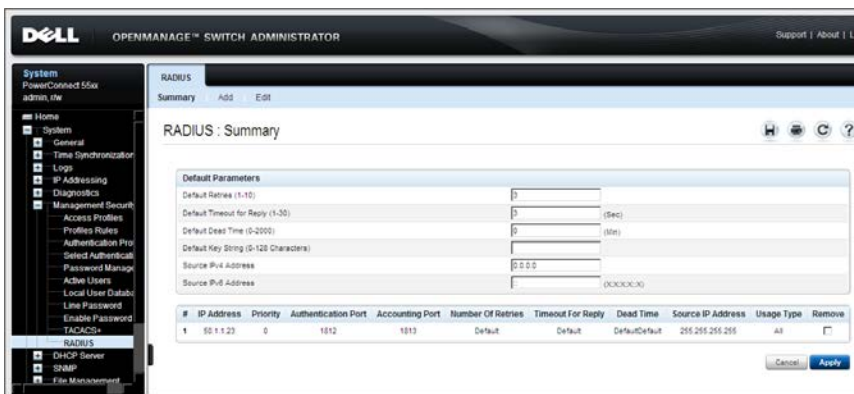 DELL OPENMANAGE™ SWITCH ADMINISTRATOR Support | About | L
System
PowerConnect 55xx
admin, r/w
Home
System
General
Time Synchronization
Logs
IP Addressing
Diagnostics
Management Securit
Access Profiles
Profiles Rules
Authentication Pro
Select Authenticati
Password Manage
Active Users
Local User Databa
Line Password
Enable Password
TACACS+
RADIUS
DHCP Server
SNMP
File Management
RADIUS
Summary Add Edit
RADIUS : Summary
Default Parameters
Default Retries (1-10) 3
Default Timeout for Reply (1-30) 3 (Sec)
Default Dead Time (0-2000) 0 (Min)
Default Key String (0-128 Characters)
Source IPv4 Address 0.0.0.0
Source IPv6 Address : (X:X:X:X:X)
# IP Address Priority Authentication Port Accounting Port Number Of Retries Timeout For Reply Dead Time Source IP Address Usage Type Remove
1 50.1.1.23 0 1812 1813 Default Default DefaultDefault 255.255.255.255 All
Cancel Apply